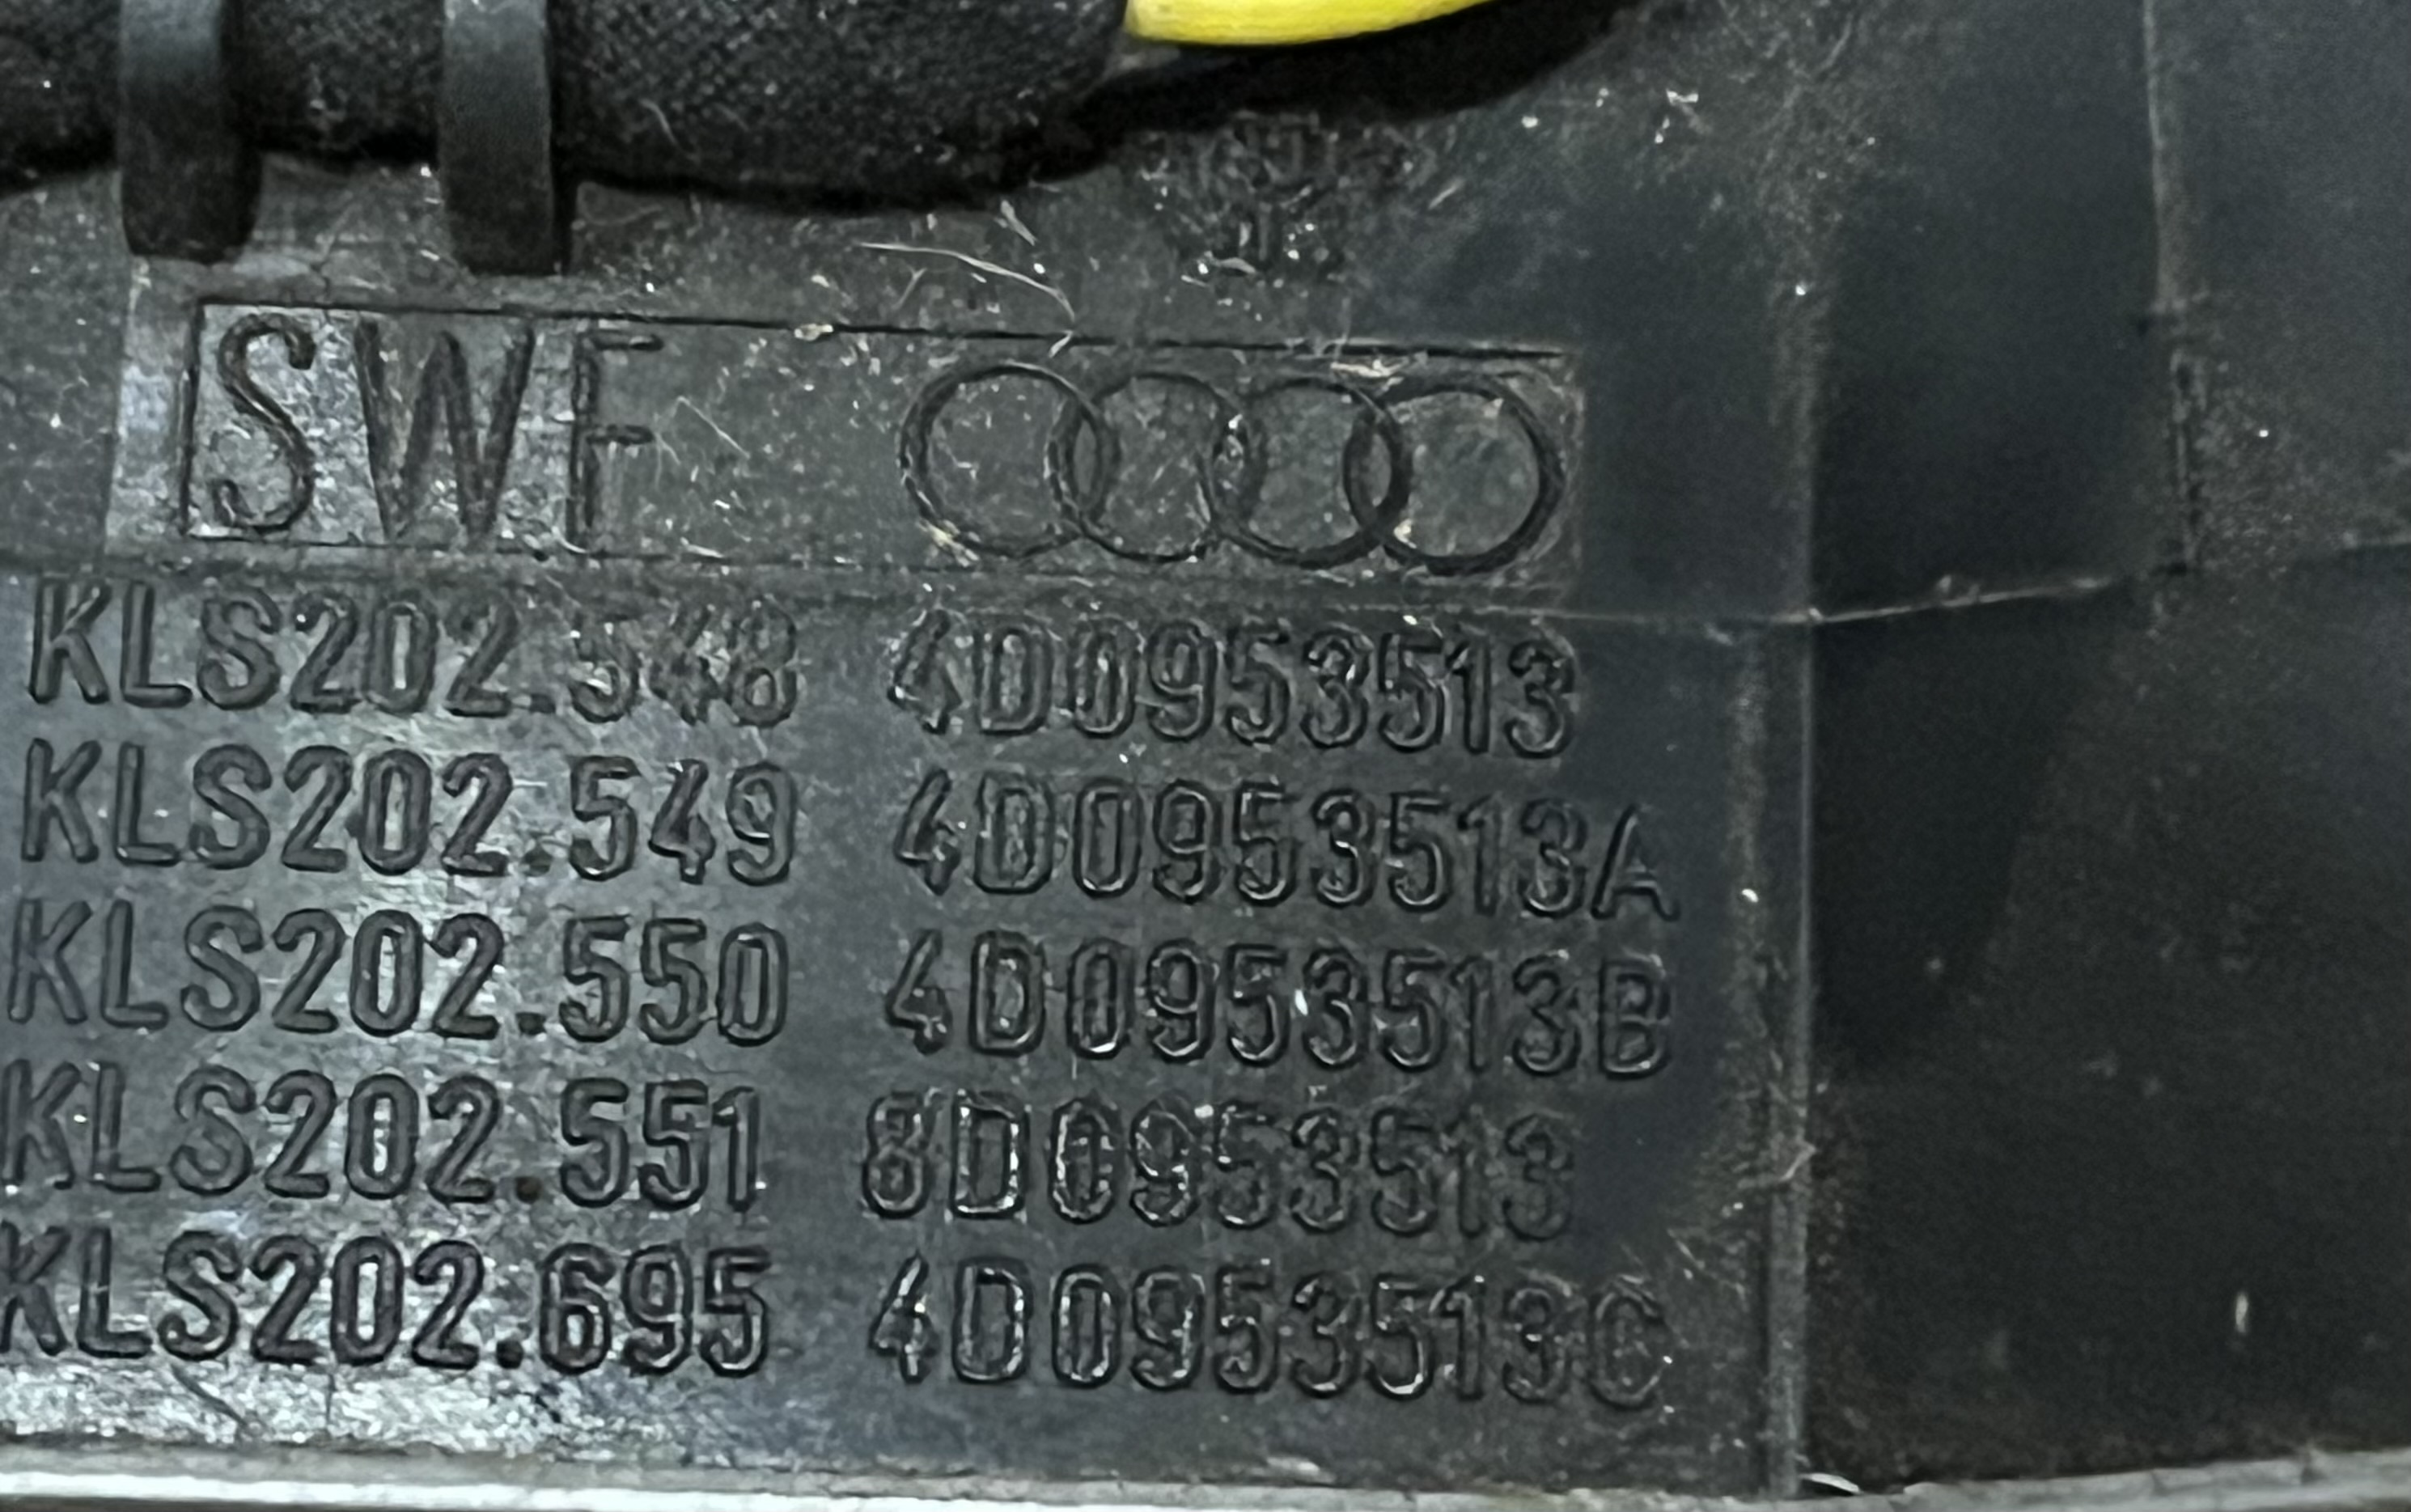 SWF
KLS202.548 4D0953513
KLS202.549 4D0953513A
KLS202.550 4D0953513B
KLS202.551 8D0953513
KLS202.695 4D0953513C